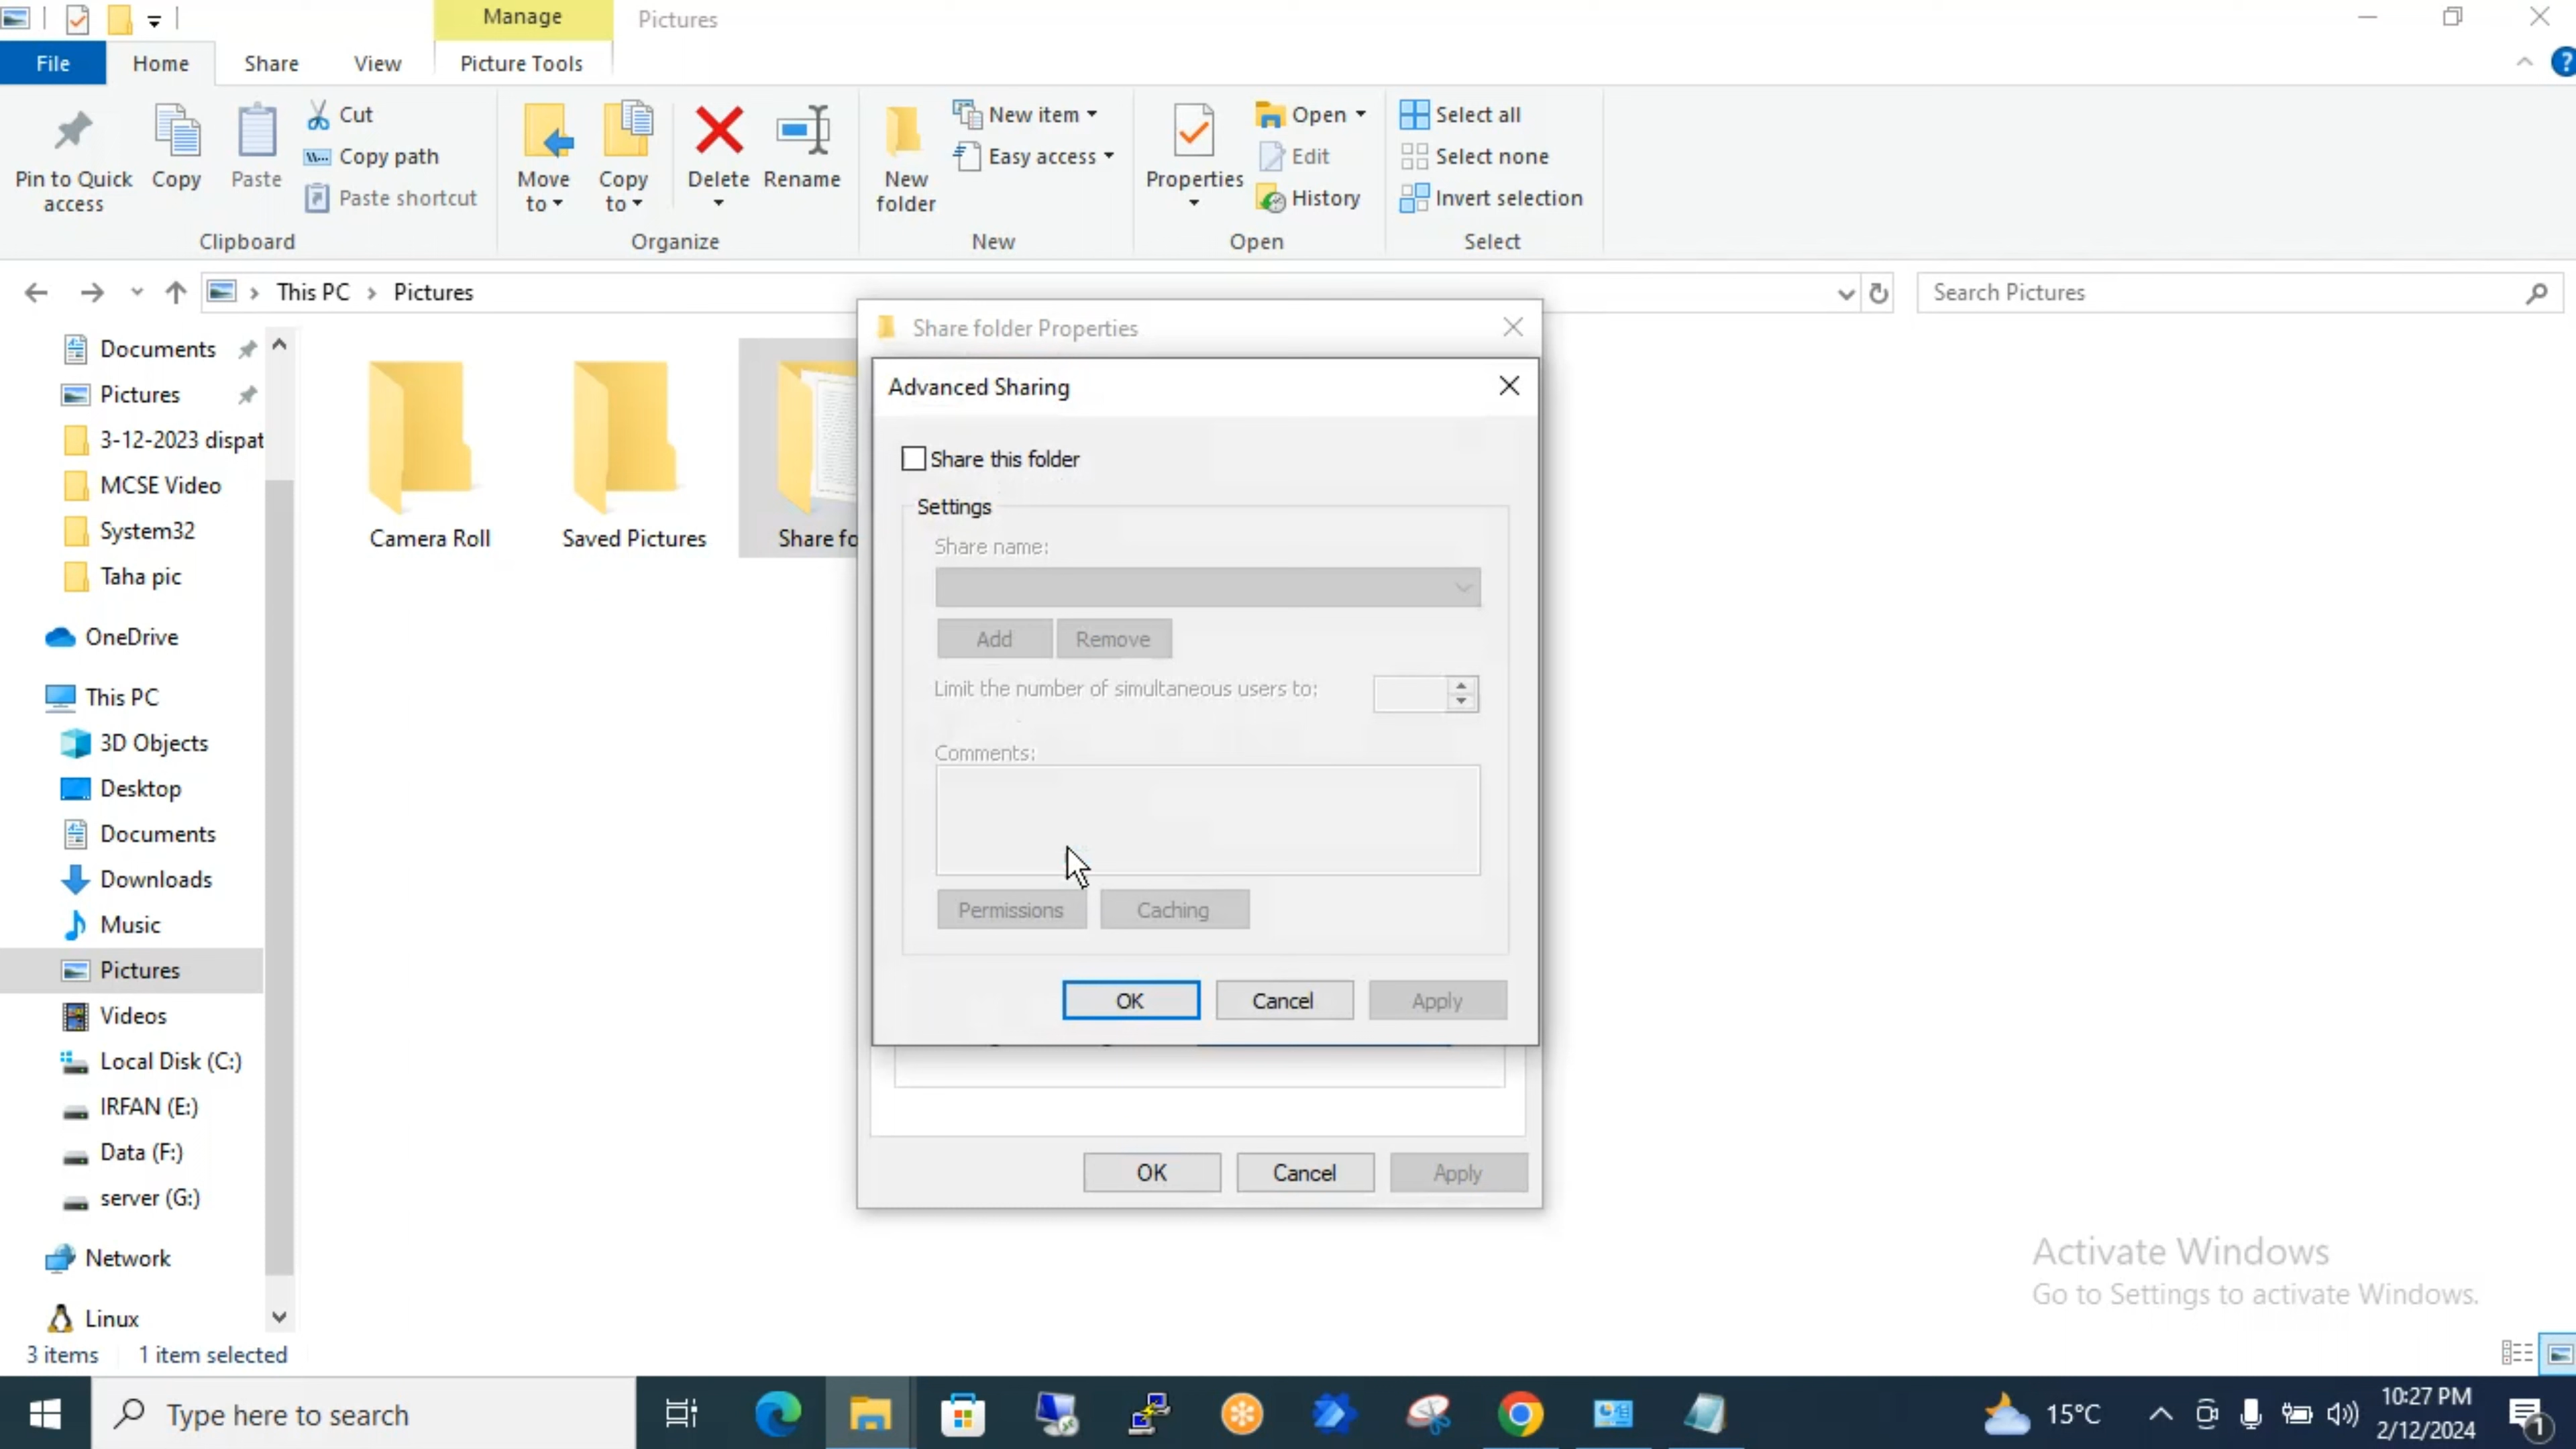 Manage
Pictures
File
Home
Share
View
Picture Tools
Pin to Quick access
Copy
Paste
Cut
Copy path
Paste shortcut
Clipboard
Move to
Copy to
Delete
Rename
Organize
New folder
New item
Easy access
New
Properties
Open
Edit
History
Open
Select all
Select none
Invert selection
Select
This PC
Pictures
Search Pictures
Documents
Pictures
3-12-2023 dispat
MCSE Video
System32
Taha pic
OneDrive
This PC
3D Objects
Desktop
Documents
Downloads
Music
Pictures
Videos
Local Disk (C:)
IRFAN (E:)
Data (F:)
server (G:)
Network
Linux
Camera Roll
Saved Pictures
Share fo
Share folder Properties
Advanced Sharing
Share this folder
Settings
Share name:
Add
Remove
Limit the number of simultaneous users to:
Comments:
Permissions
Caching
OK
Cancel
Apply
OK
Cancel
Apply
Activate Windows
Go to Settings to activate Windows.
3 items
1 item selected
Type here to search
15°C
10:27 PM
2/12/2024
1